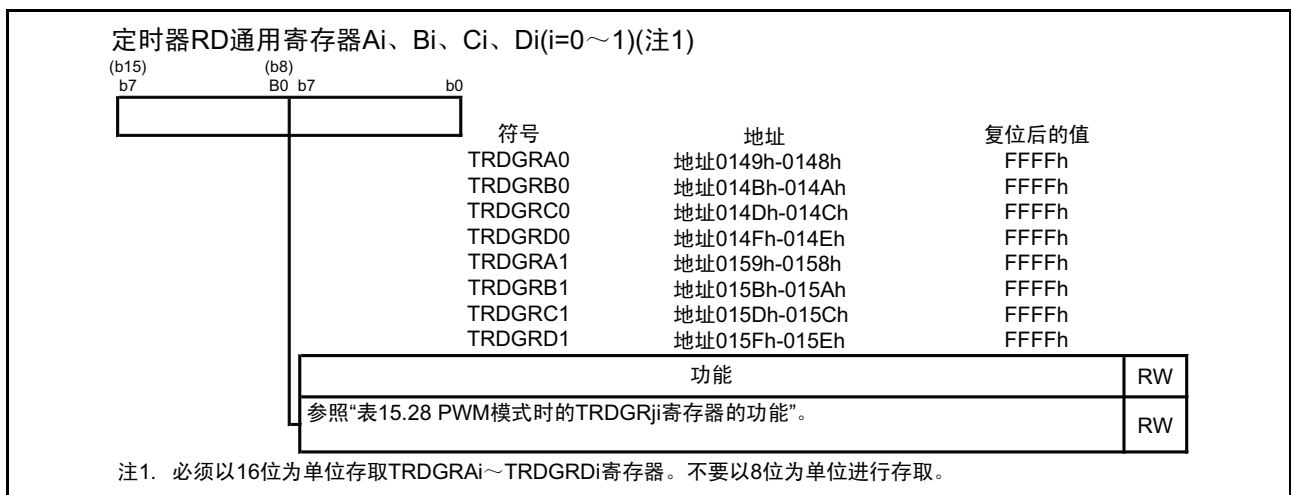 定时器RD通用寄存器Ai、Bi、Ci、Di(i=0～1)(注1)
(b15) (b8)
b7 B0 b7 b0
符号 地址 复位后的值
TRDGRA0 地址0149h-0148h FFFFh
TRDGRB0 地址014Bh-014Ah FFFFh
TRDGRC0 地址014Dh-014Ch FFFFh
TRDGRD0 地址014Fh-014Eh FFFFh
TRDGRA1 地址0159h-0158h FFFFh
TRDGRB1 地址015Bh-015Ah FFFFh
TRDGRC1 地址015Dh-015Ch FFFFh
TRDGRD1 地址015Fh-015Eh FFFFh
功能 RW
参照“表15.28 PWM模式时的TRDGRji寄存器的功能”。 RW
注1. 必须以16位为单位存取TRDGRAi～TRDGRDi寄存器。不要以8位为单位进行存取。